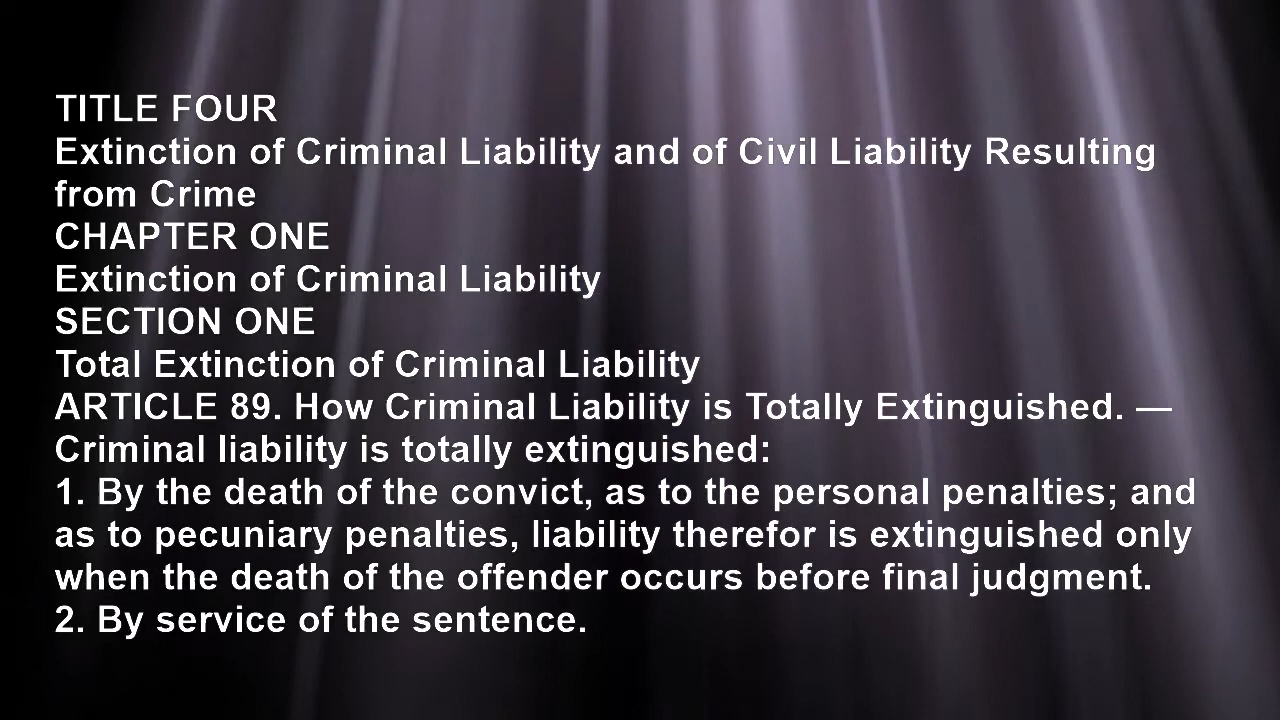 TITLE FOUR
Extinction of Criminal Liability and of Civil Liability Resulting
from Crime
CHAPTER ONE
Extinction of Criminal Liability
SECTION ONE
Total Extinction of Criminal Liability
ARTICLE 89. How Criminal Liability is Totally Extinguished. —
Criminal liability is totally extinguished:
1. By the death of the convict, as to the personal penalties; and
as to pecuniary penalties, liability therefor is extinguished only
when the death of the offender occurs before final judgment.
2. By service of the sentence.